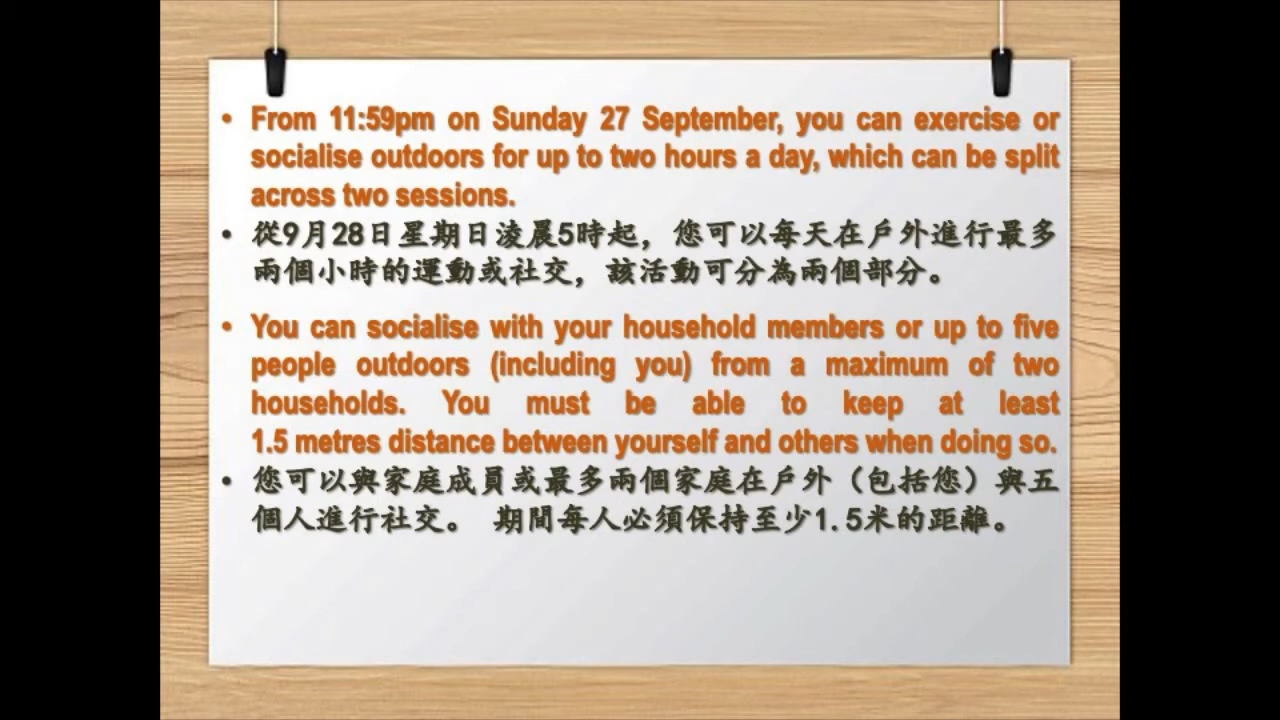 • From 11:59pm on Sunday 27 September, you can exercise or
socialise outdoors for up to two hours a day, which can be split
across two sessions.
• 從9月28日星期日凌晨5時起，您可以每天在戶外進行最多
兩個小時的運動或社交，該活動可分為兩個部分。
• You can socialise with your household members or up to five
people outdoors (including you) from a maximum of two
households. You must be able to keep at least
1.5 metres distance between yourself and others when doing so.
• 您可以與家庭成員或最多兩個家庭在戶外（包括您）與五
個人進行社交。 期間每人必須保持至少1.5米的距離。